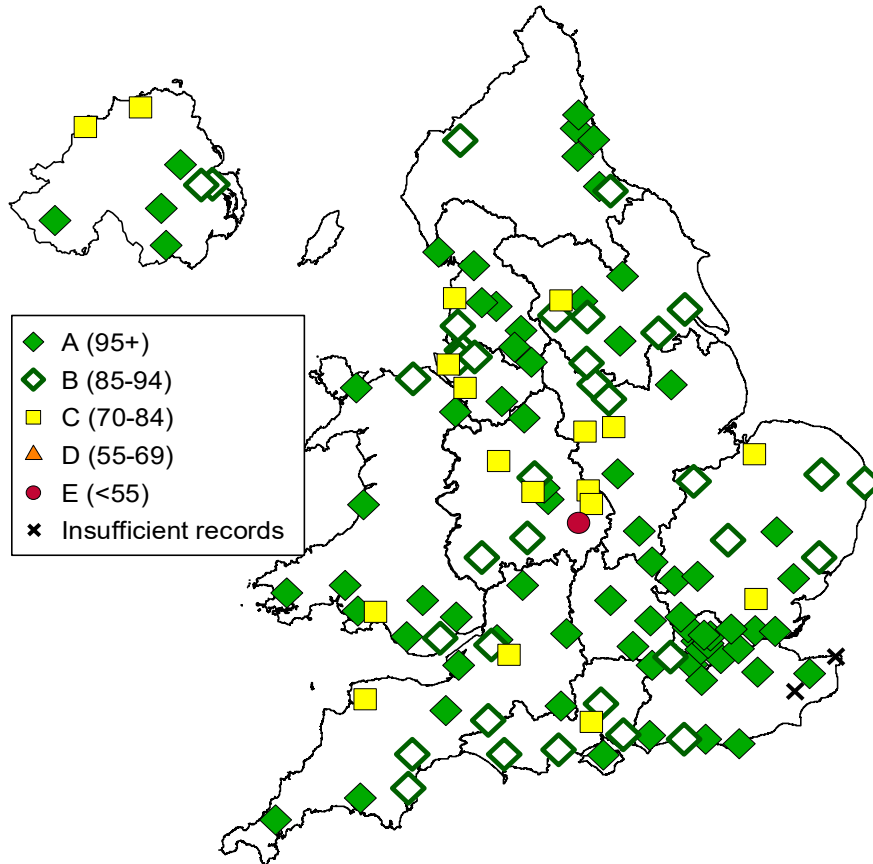 A (95+)
B (85-94)
C (70-84)
D (55-69)
E (<55)
Insufficient records